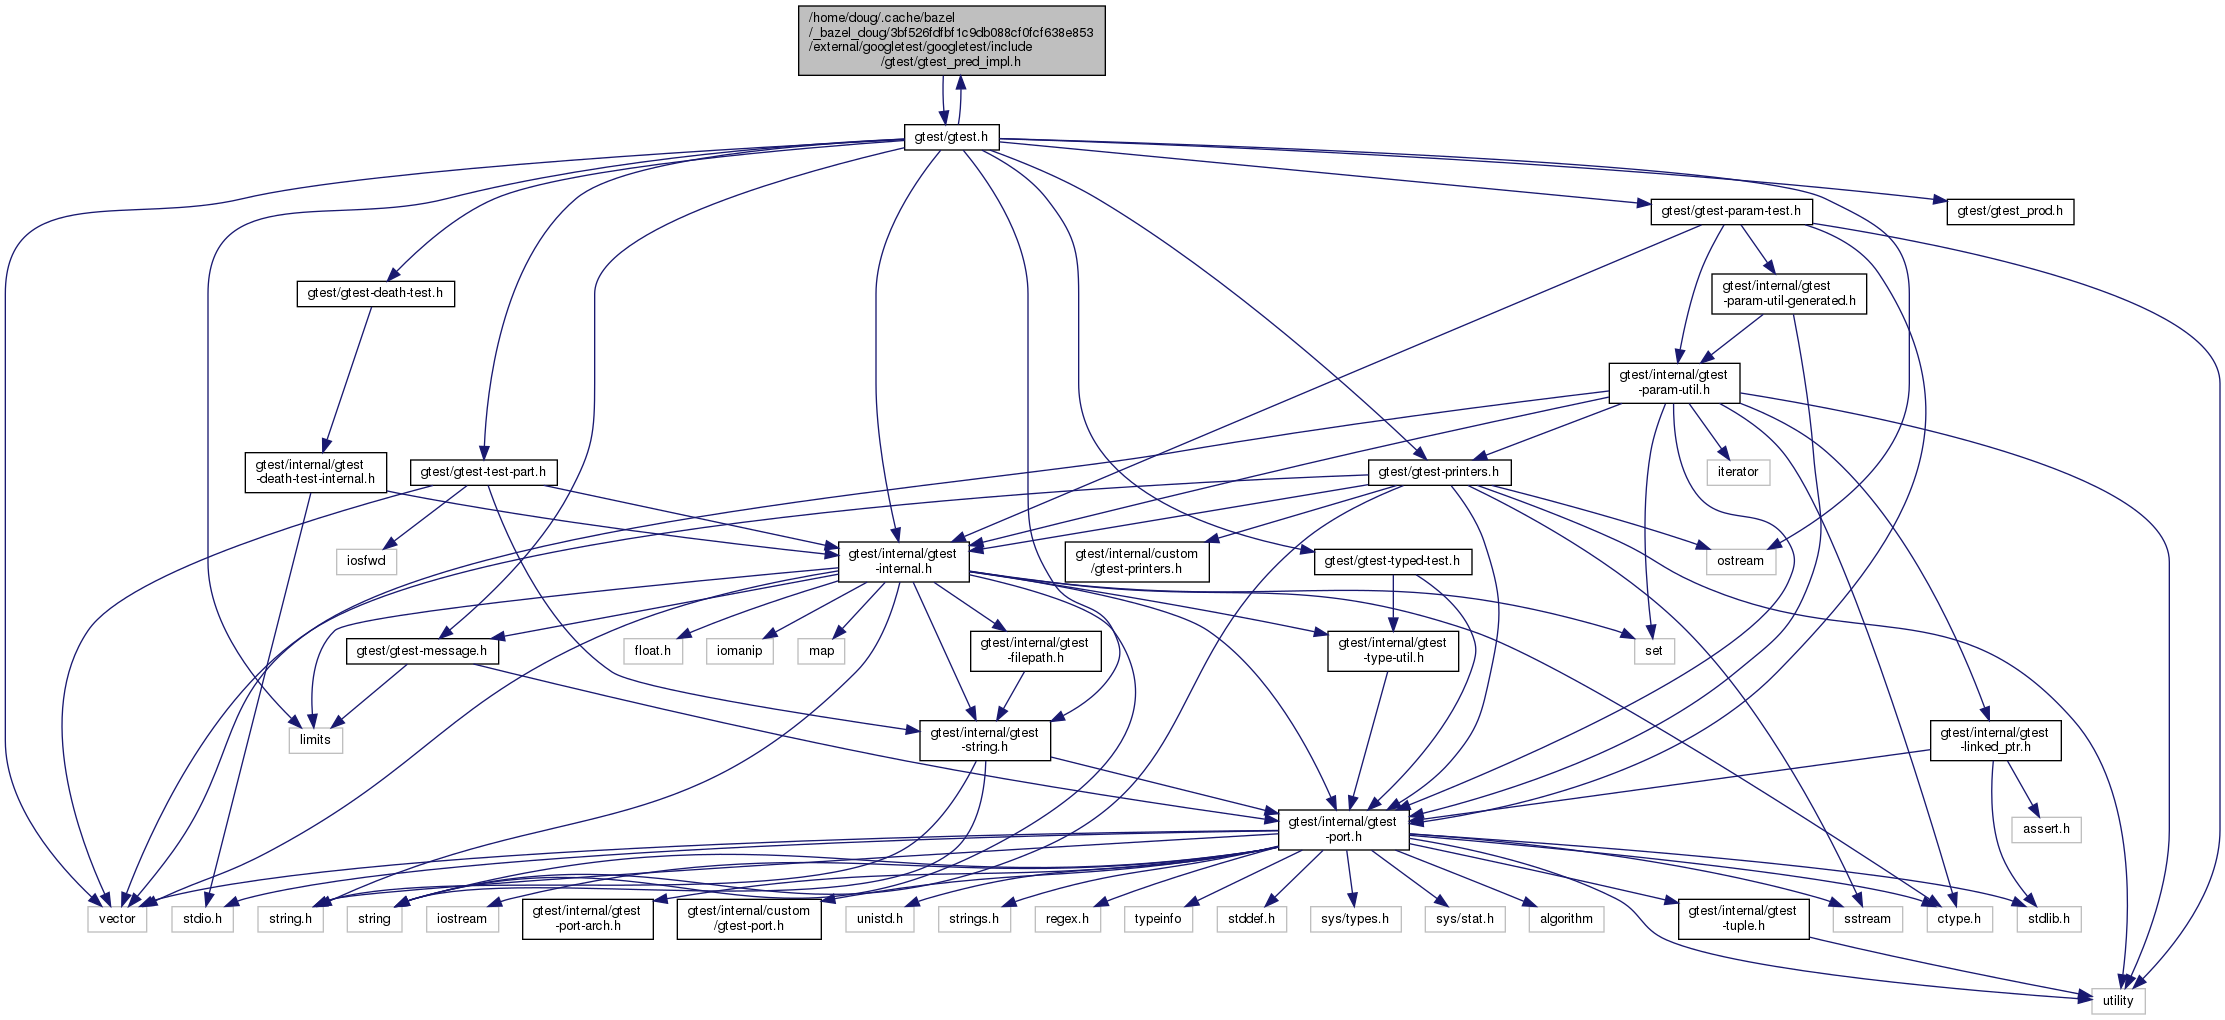 /home/doug/.cache/bazel
/_bazel_doug/3bf526fdfbf1c9db088cf0fcf638e853
/external/googletest/googletest/include
/gtest/gtest_pred_impl.h
gtest/gtest.h
gtest/gtest-param-test.h
gtest/gtest_prod.h
gtest/gtest-death-test.h
gtest/internal/gtest
-param-util-generated.h
gtest/internal/gtest
-param-util.h
gtest/internal/gtest
-death-test-internal.h
gtest/gtest-test-part.h
gtest/gtest-printers.h
iterator
iosfwd
gtest/internal/gtest
-internal.h
gtest/internal/custom
/gtest-printers.h
gtest/gtest-typed-test.h
ostream
gtest/gtest-message.h
float.h
iomanip
map
gtest/internal/gtest
-filepath.h
gtest/internal/gtest
-type-util.h
set
limits
gtest/internal/gtest
-string.h
gtest/internal/gtest
-linked_ptr.h
gtest/internal/gtest
-port.h
assert.h
vector
stdio.h
string.h
string
iostream
gtest/internal/gtest
-port-arch.h
gtest/internal/custom
/gtest-port.h
unistd.h
strings.h
regex.h
typeinfo
stddef.h
sys/types.h
sys/stat.h
algorithm
gtest/internal/gtest
-tuple.h
sstream
ctype.h
stdlib.h
utility